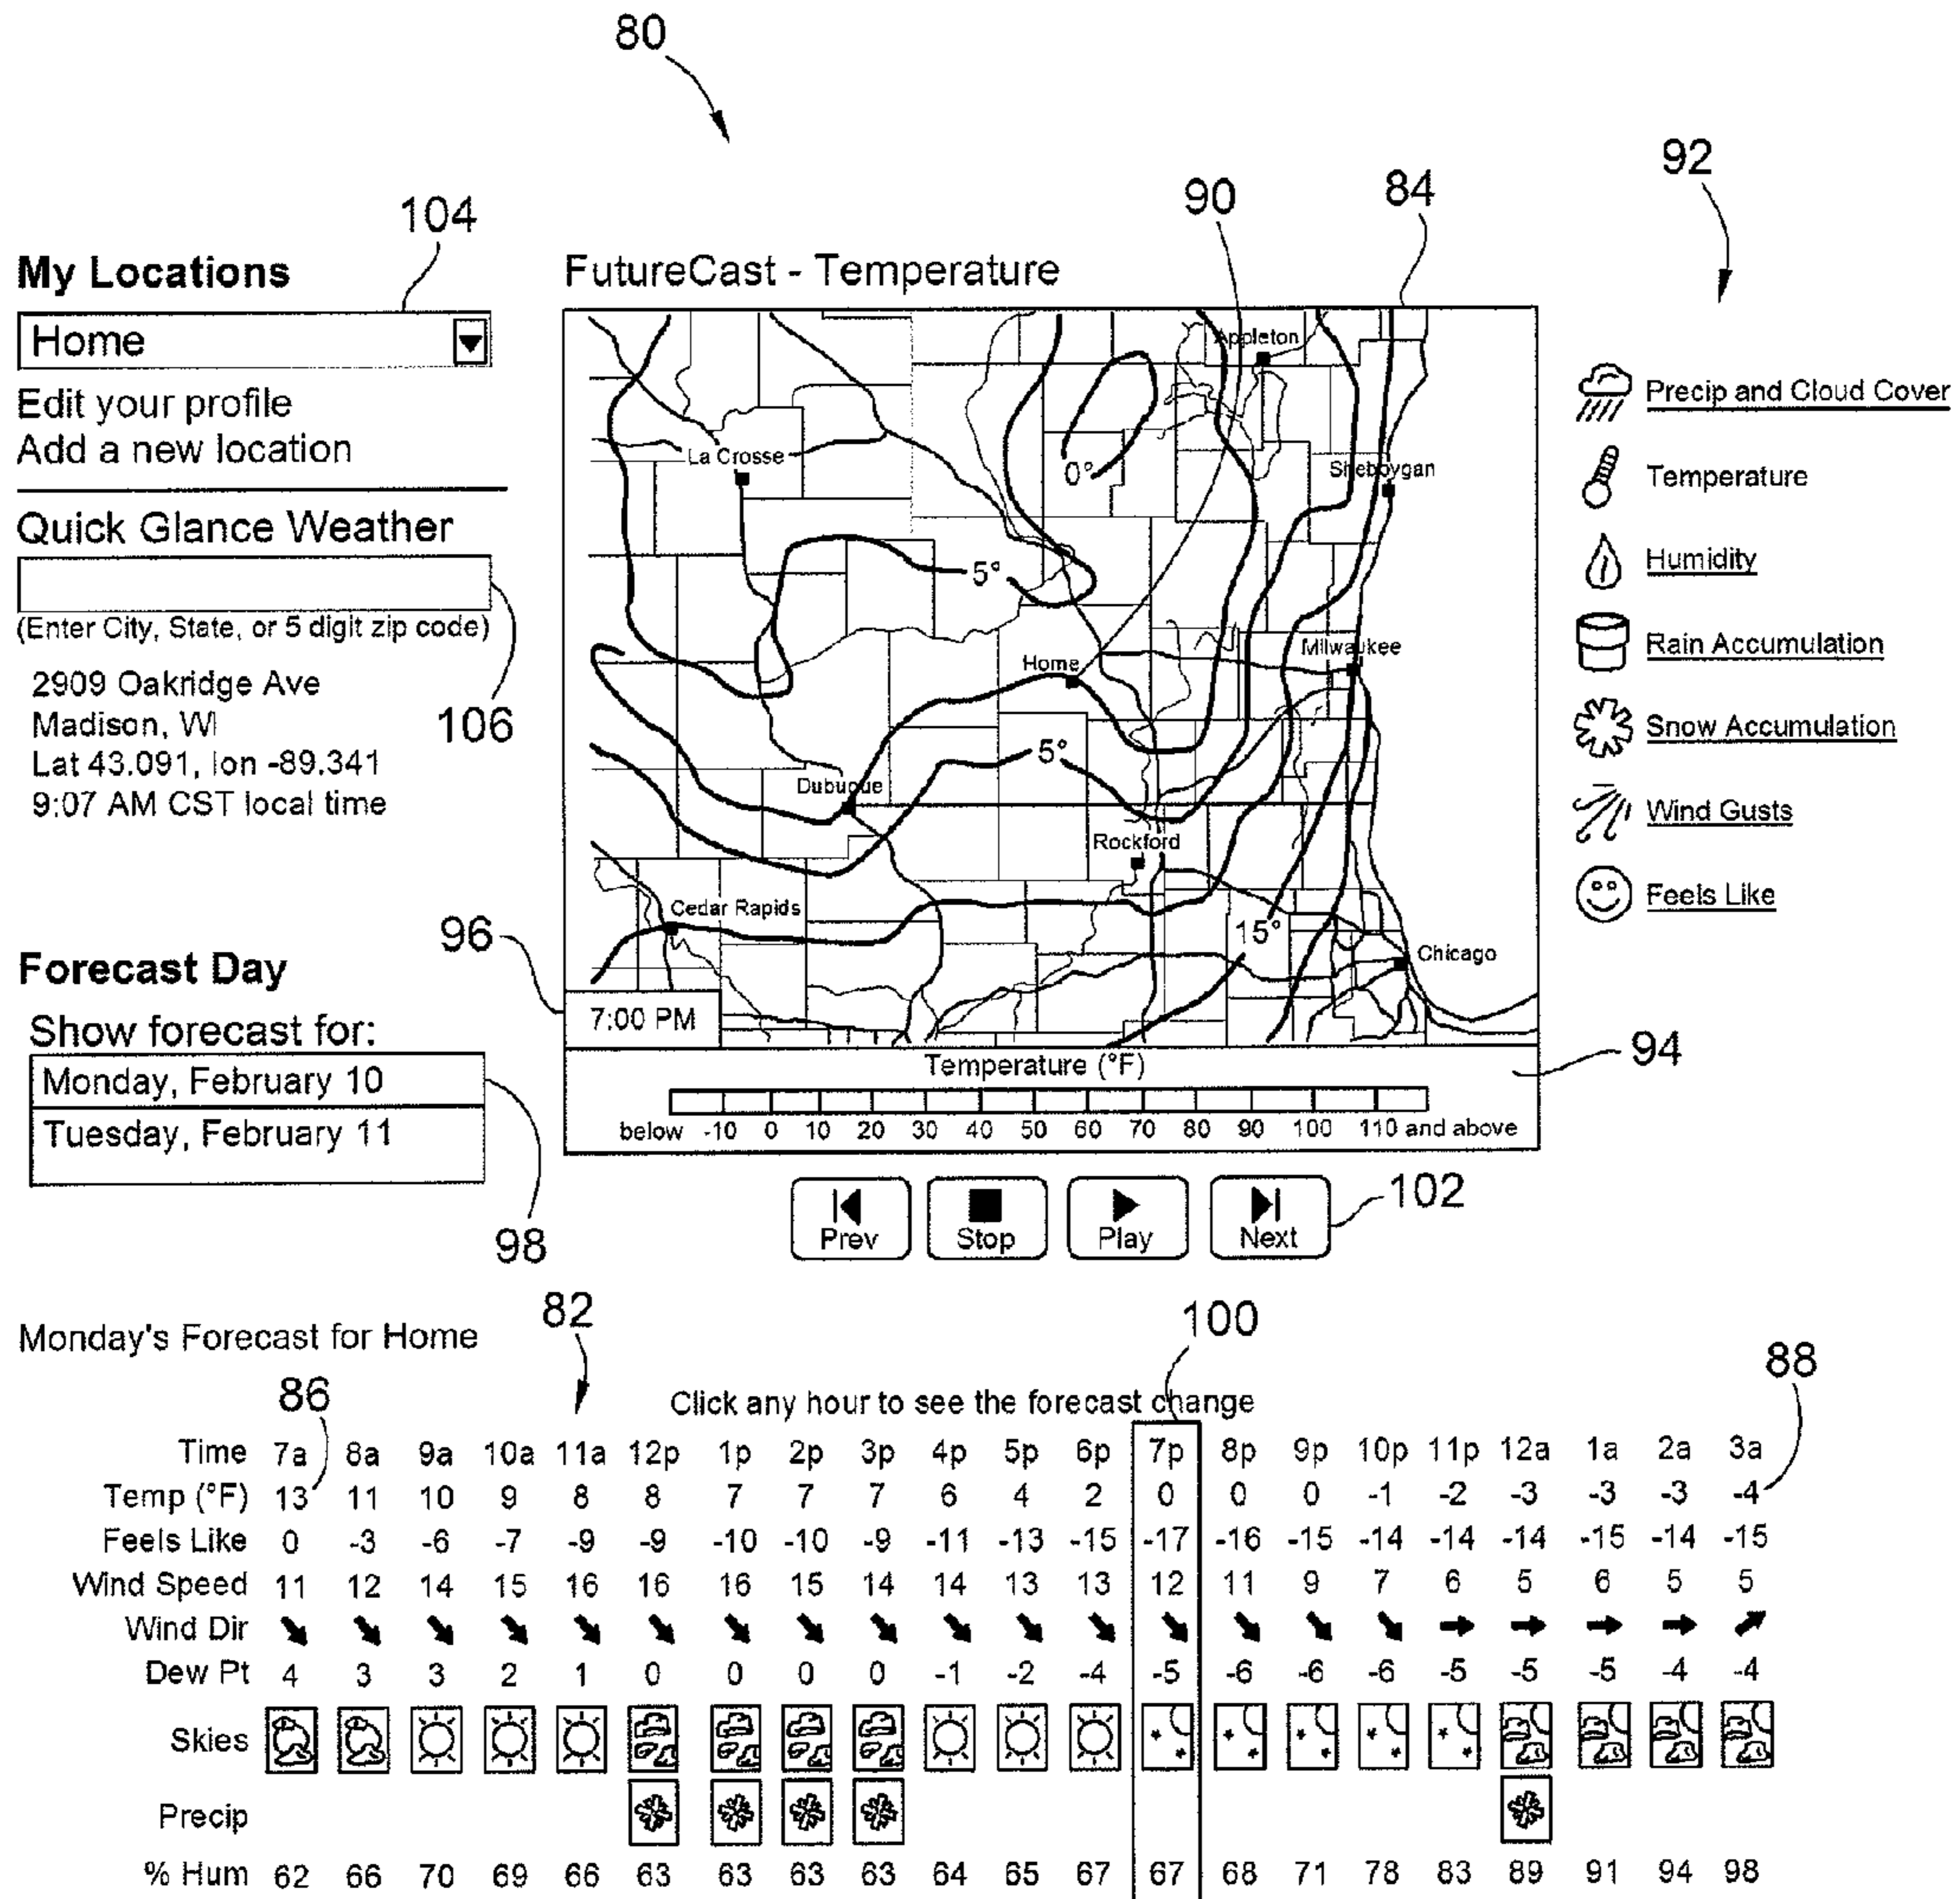 80
92
90
84
104
My Locations
FutureCast - Temperature
Home
Edit your profile
Add a new location
Quick Glance Weather
(Enter City, State, or 5 digit zip code)
106
2909 Oakridge Ave
Madison, WI
Lat 43.091, lon -89.341
9:07 AM CST local time
Appleton
La Crosse
0°
Sheboygan
5°
Home
Milwaukee
5°
Dubuque
Rockford
Cedar Rapids
15°
Chicago
Precip and Cloud Cover
Temperature
Humidity
Rain Accumulation
Snow Accumulation
Wind Gusts
Feels Like
96
7:00 PM
Forecast Day
Show forecast for:
Monday, February 10
Tuesday, February 11
98
94
Temperature (°F)
below -10 0 10 20 30 40 50 60 70 80 90 100 110 and above
Prev Stop Play Next
102
82
100
Monday's Forecast for Home
86
88
Click any hour to see the forecast change
Time 7a 8a 9a 10a 11a 12p 1p 2p 3p 4p 5p 6p 7p 8p 9p 10p 11p 12a 1a 2a 3a
Temp (°F) 13 11 10 9 8 8 7 7 7 6 4 2 0 0 0 -1 -2 -3 -3 -3 -4
Feels Like 0 -3 -6 -7 -9 -9 -10 -10 -9 -11 -13 -15 -17 -16 -15 -14 -14 -14 -15 -14 -15
Wind Speed 11 12 14 15 16 16 16 15 14 14 13 13 12 11 9 7 6 5 6 5 5
Wind Dir
Dew Pt 4 3 3 2 1 0 0 0 0 -1 -2 -4 -5 -6 -6 -6 -5 -5 -5 -4 -4
Skies
Precip
% Hum 62 66 70 69 66 63 63 63 63 64 65 67 67 68 71 78 83 89 91 94 98